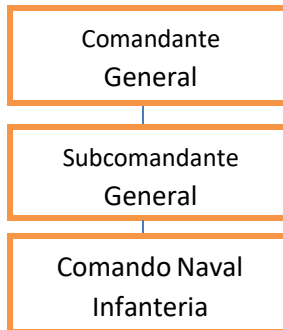 Comandante
General
Subcomandante
General
Comando Naval
Infanteria